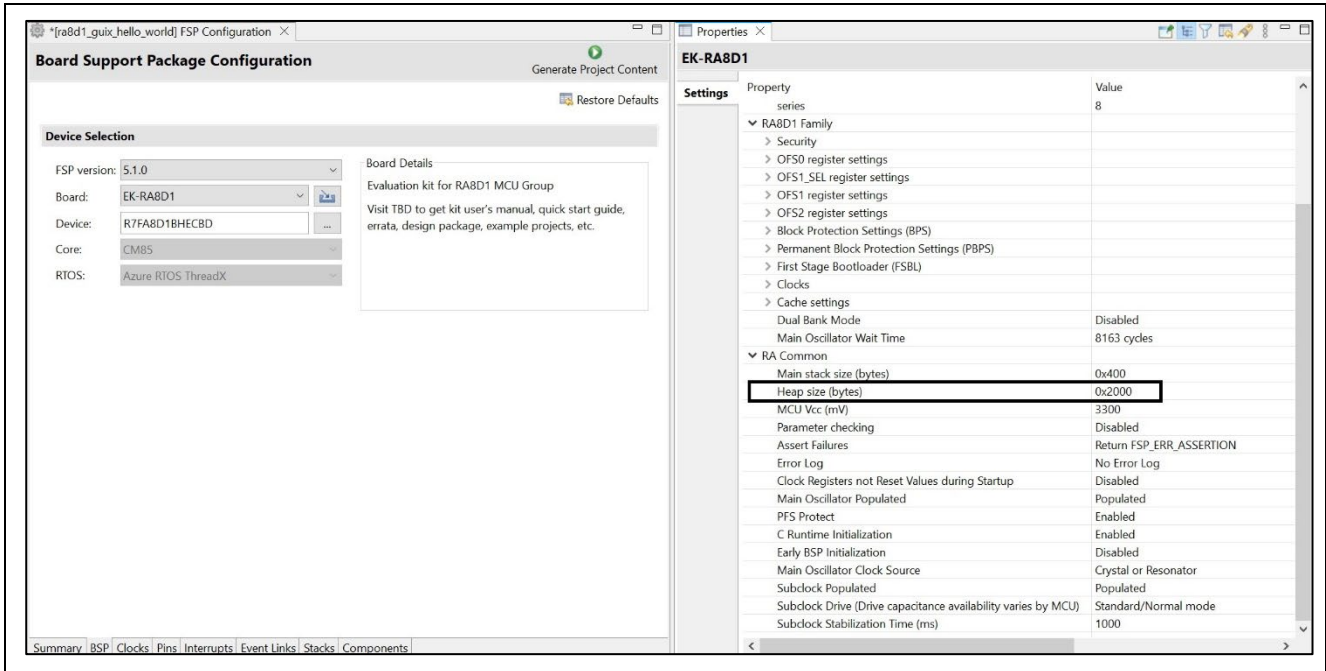 *[ra8d1_guix_hello_world] FSP Configuration
Board Support Package Configuration
Generate Project Content
Restore Defaults
Device Selection
FSP version: 5.1.0
Board: EK-RA8D1
Device: R7FA8D1BHECBD ...
Core: CM85
RTOS: Azure RTOS ThreadX
Board Details
Evaluation kit for RA8D1 MCU Group
Visit TBD to get kit user's manual, quick start guide,
errata, design package, example projects, etc.
Summary BSP Clocks Pins Interrupts Event Links Stacks Components
Properties
EK-RA8D1
Settings
Property Value
series 8
RA8D1 Family
Security
OFS0 register settings
OFS1_SEL register settings
OFS1 register settings
OFS2 register settings
Block Protection Settings (BPS)
Permanent Block Protection Settings (PBPS)
First Stage Bootloader (FSBL)
Clocks
Cache settings
Dual Bank Mode Disabled
Main Oscillator Wait Time 8163 cycles
RA Common
Main stack size (bytes) 0x400
Heap size (bytes) 0x2000
MCU Vcc (mV) 3300
Parameter checking Disabled
Assert Failures Return FSP_ERR_ASSERTION
Error Log No Error Log
Clock Registers not Reset Values during Startup Disabled
Main Oscillator Populated Populated
PFS Protect Enabled
C Runtime Initialization Enabled
Early BSP Initialization Disabled
Main Oscillator Clock Source Crystal or Resonator
Subclock Populated Populated
Subclock Drive (Drive capacitance availability varies by MCU) Standard/Normal mode
Subclock Stabilization Time (ms) 1000